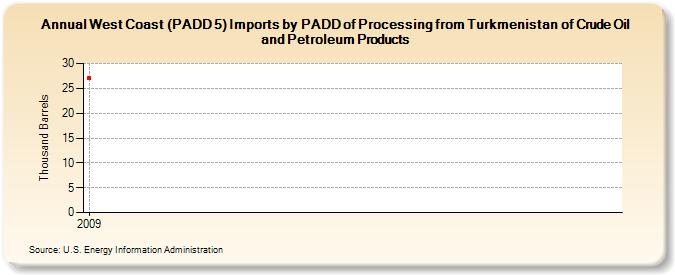 Annual West Coast (PADD 5) Imports by PADD of Processing from Turkmenistan of Crude Oil
and Petroleum Products
Thousand Barrels
30
25
20
15
10
5
0
2009
Source: U.S. Energy Information Administration